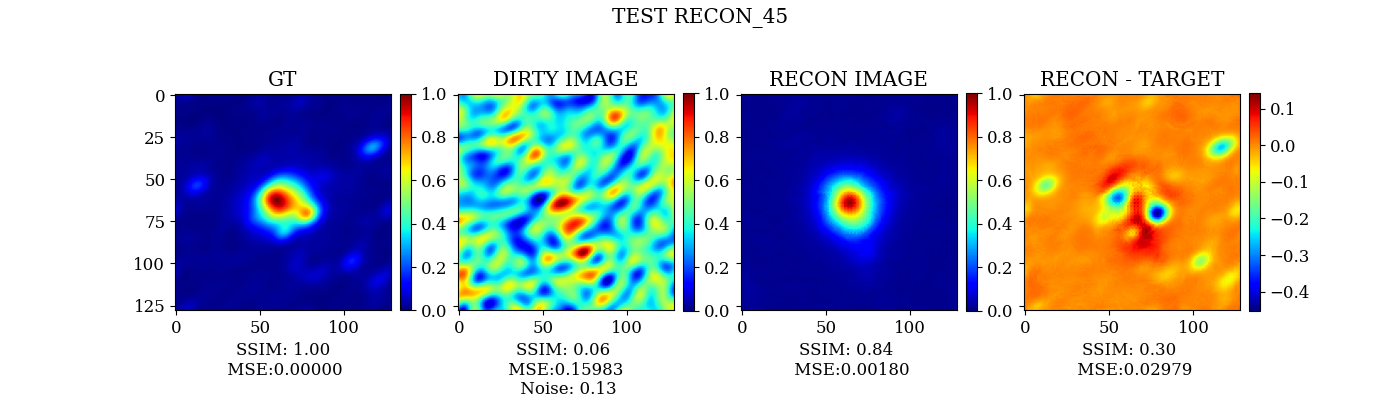 TEST RECON_45
GT
DIRTY IMAGE
RECON IMAGE
RECON - TARGET
0
25
50
75
100
125
0 50 100
1.0
0.8
0.6
0.4
0.2
0.0
0 50 100
1.0
0.8
0.6
0.4
0.2
0.0
0 50 100
1.0
0.8
0.6
0.4
0.2
0.0
0 50 100
0.1
0.0
−0.1
−0.2
−0.3
−0.4
SSIM: 1.00
MSE:0.00000
SSIM: 0.06
MSE:0.15983
Noise: 0.13
SSIM: 0.84
MSE:0.00180
SSIM: 0.30
MSE:0.02979